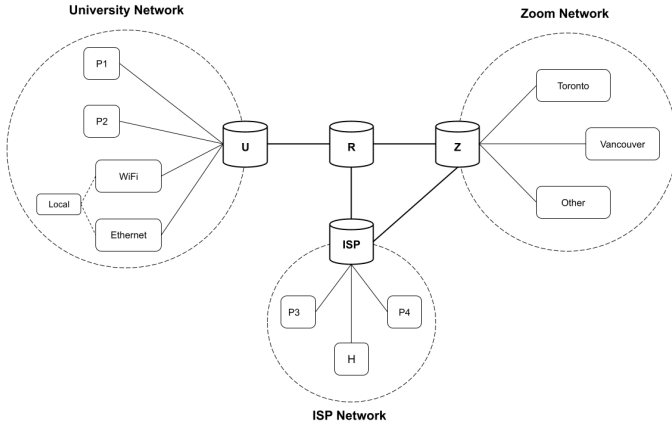 University Network
Zoom Network
P1
P2
WiFi
Local
Ethernet
U
R
Z
Toronto
Vancouver
Other
ISP
P3
P4
H
ISP Network